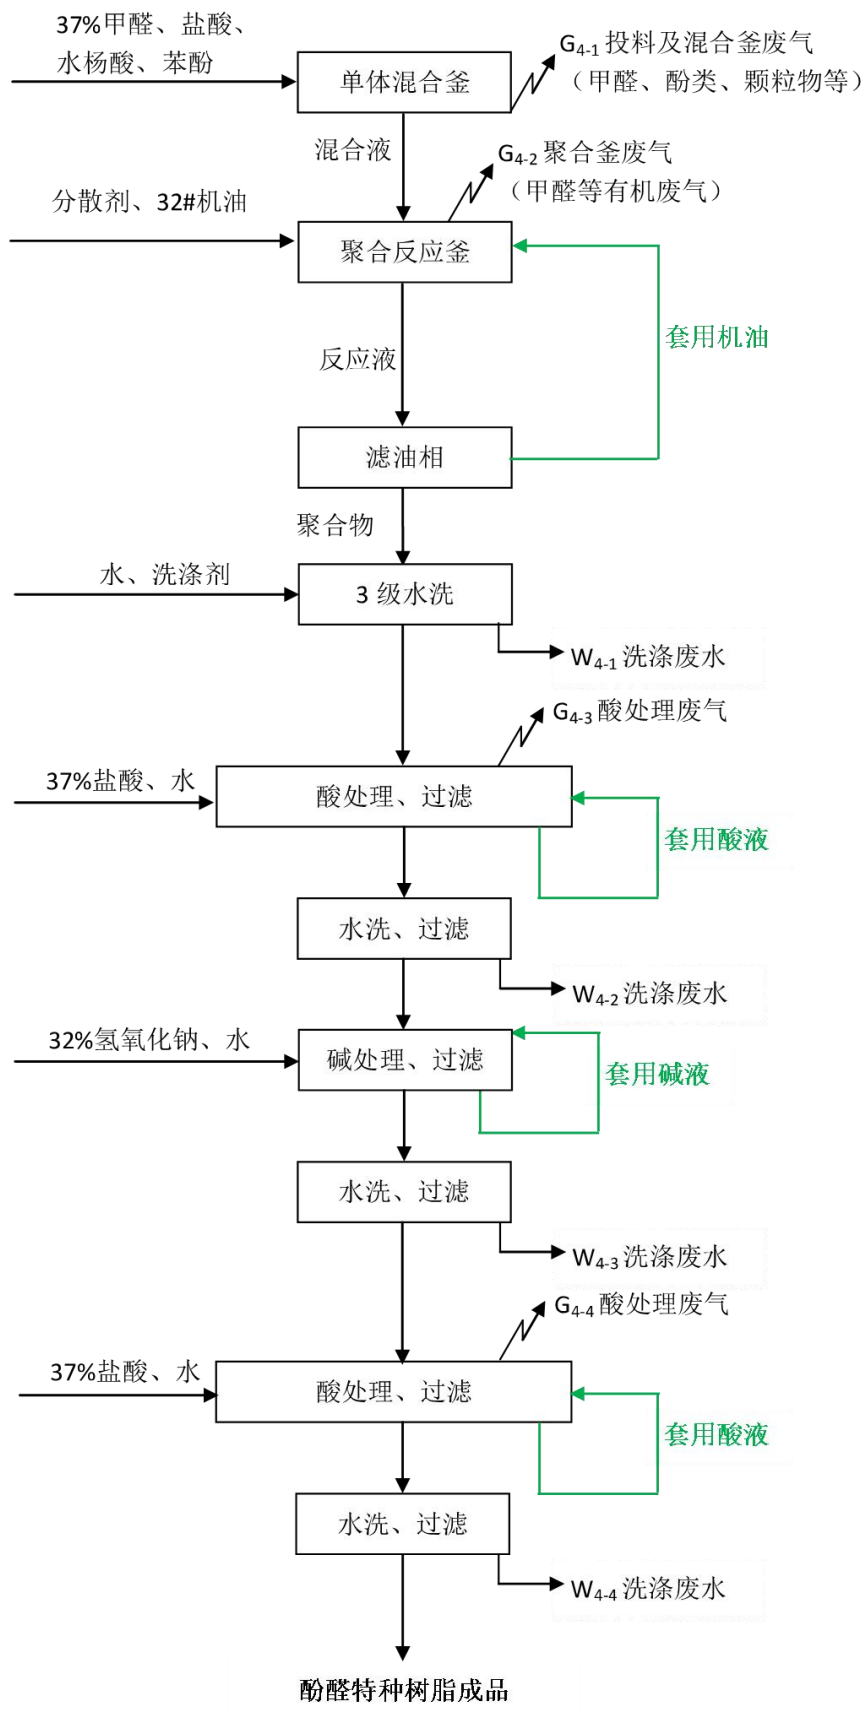 37%甲醛、盐酸、
水杨酸、苯酚
单体混合釜
G4-1 投料及混合釜废气
（甲醛、酚类、颗粒物等）
混合液
G4-2 聚合釜废气
（甲醛等有机废气）
分散剂、32#机油
聚合反应釜
套用机油
反应液
滤油相
聚合物
水、洗涤剂
3 级水洗
W4-1 洗涤废水
G4-3 酸处理废气
37%盐酸、水
酸处理、过滤
套用酸液
水洗、过滤
W4-2 洗涤废水
32%氢氧化钠、水
碱处理、过滤
套用碱液
水洗、过滤
W4-3 洗涤废水
G4-4 酸处理废气
37%盐酸、水
酸处理、过滤
套用酸液
水洗、过滤
W4-4 洗涤废水
酚醛特种树脂成品